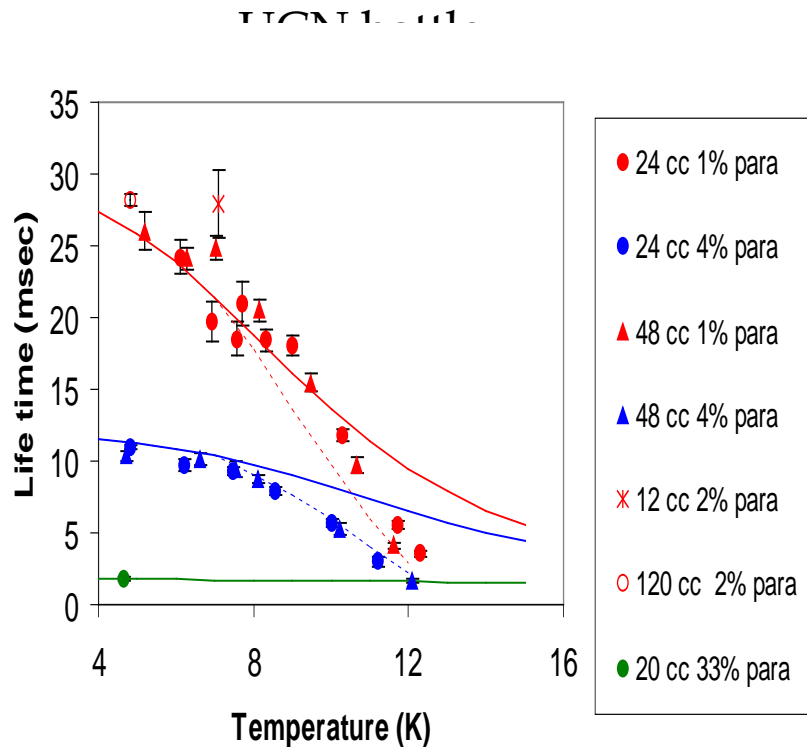 UCN bottle
35
30
25
20
15
10
5
0
Life time (msec)
4 8 12 16
Temperature (K)
24 cc 1% para
24 cc 4% para
48 cc 1% para
48 cc 4% para
12 cc 2% para
120 cc 2% para
20 cc 33% para